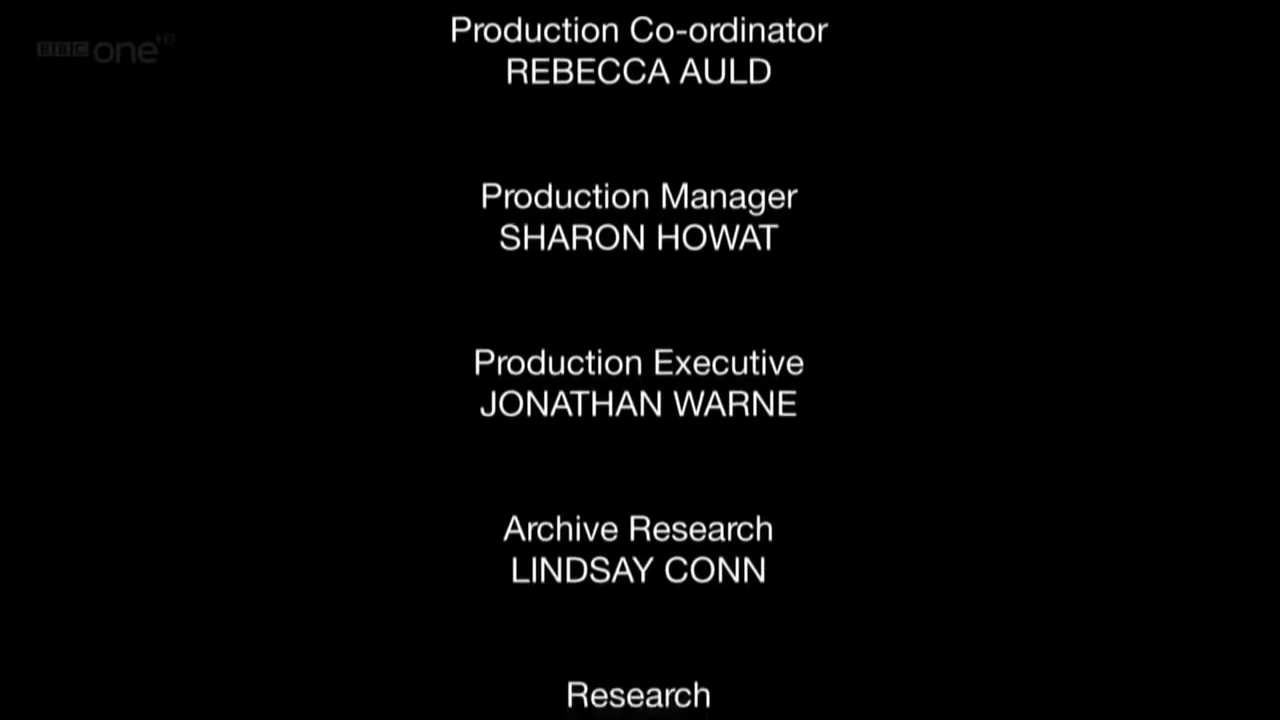 BBC one HD
Production Co-ordinator
REBECCA AULD
Production Manager
SHARON HOWAT
Production Executive
JONATHAN WARNE
Archive Research
LINDSAY CONN
Research